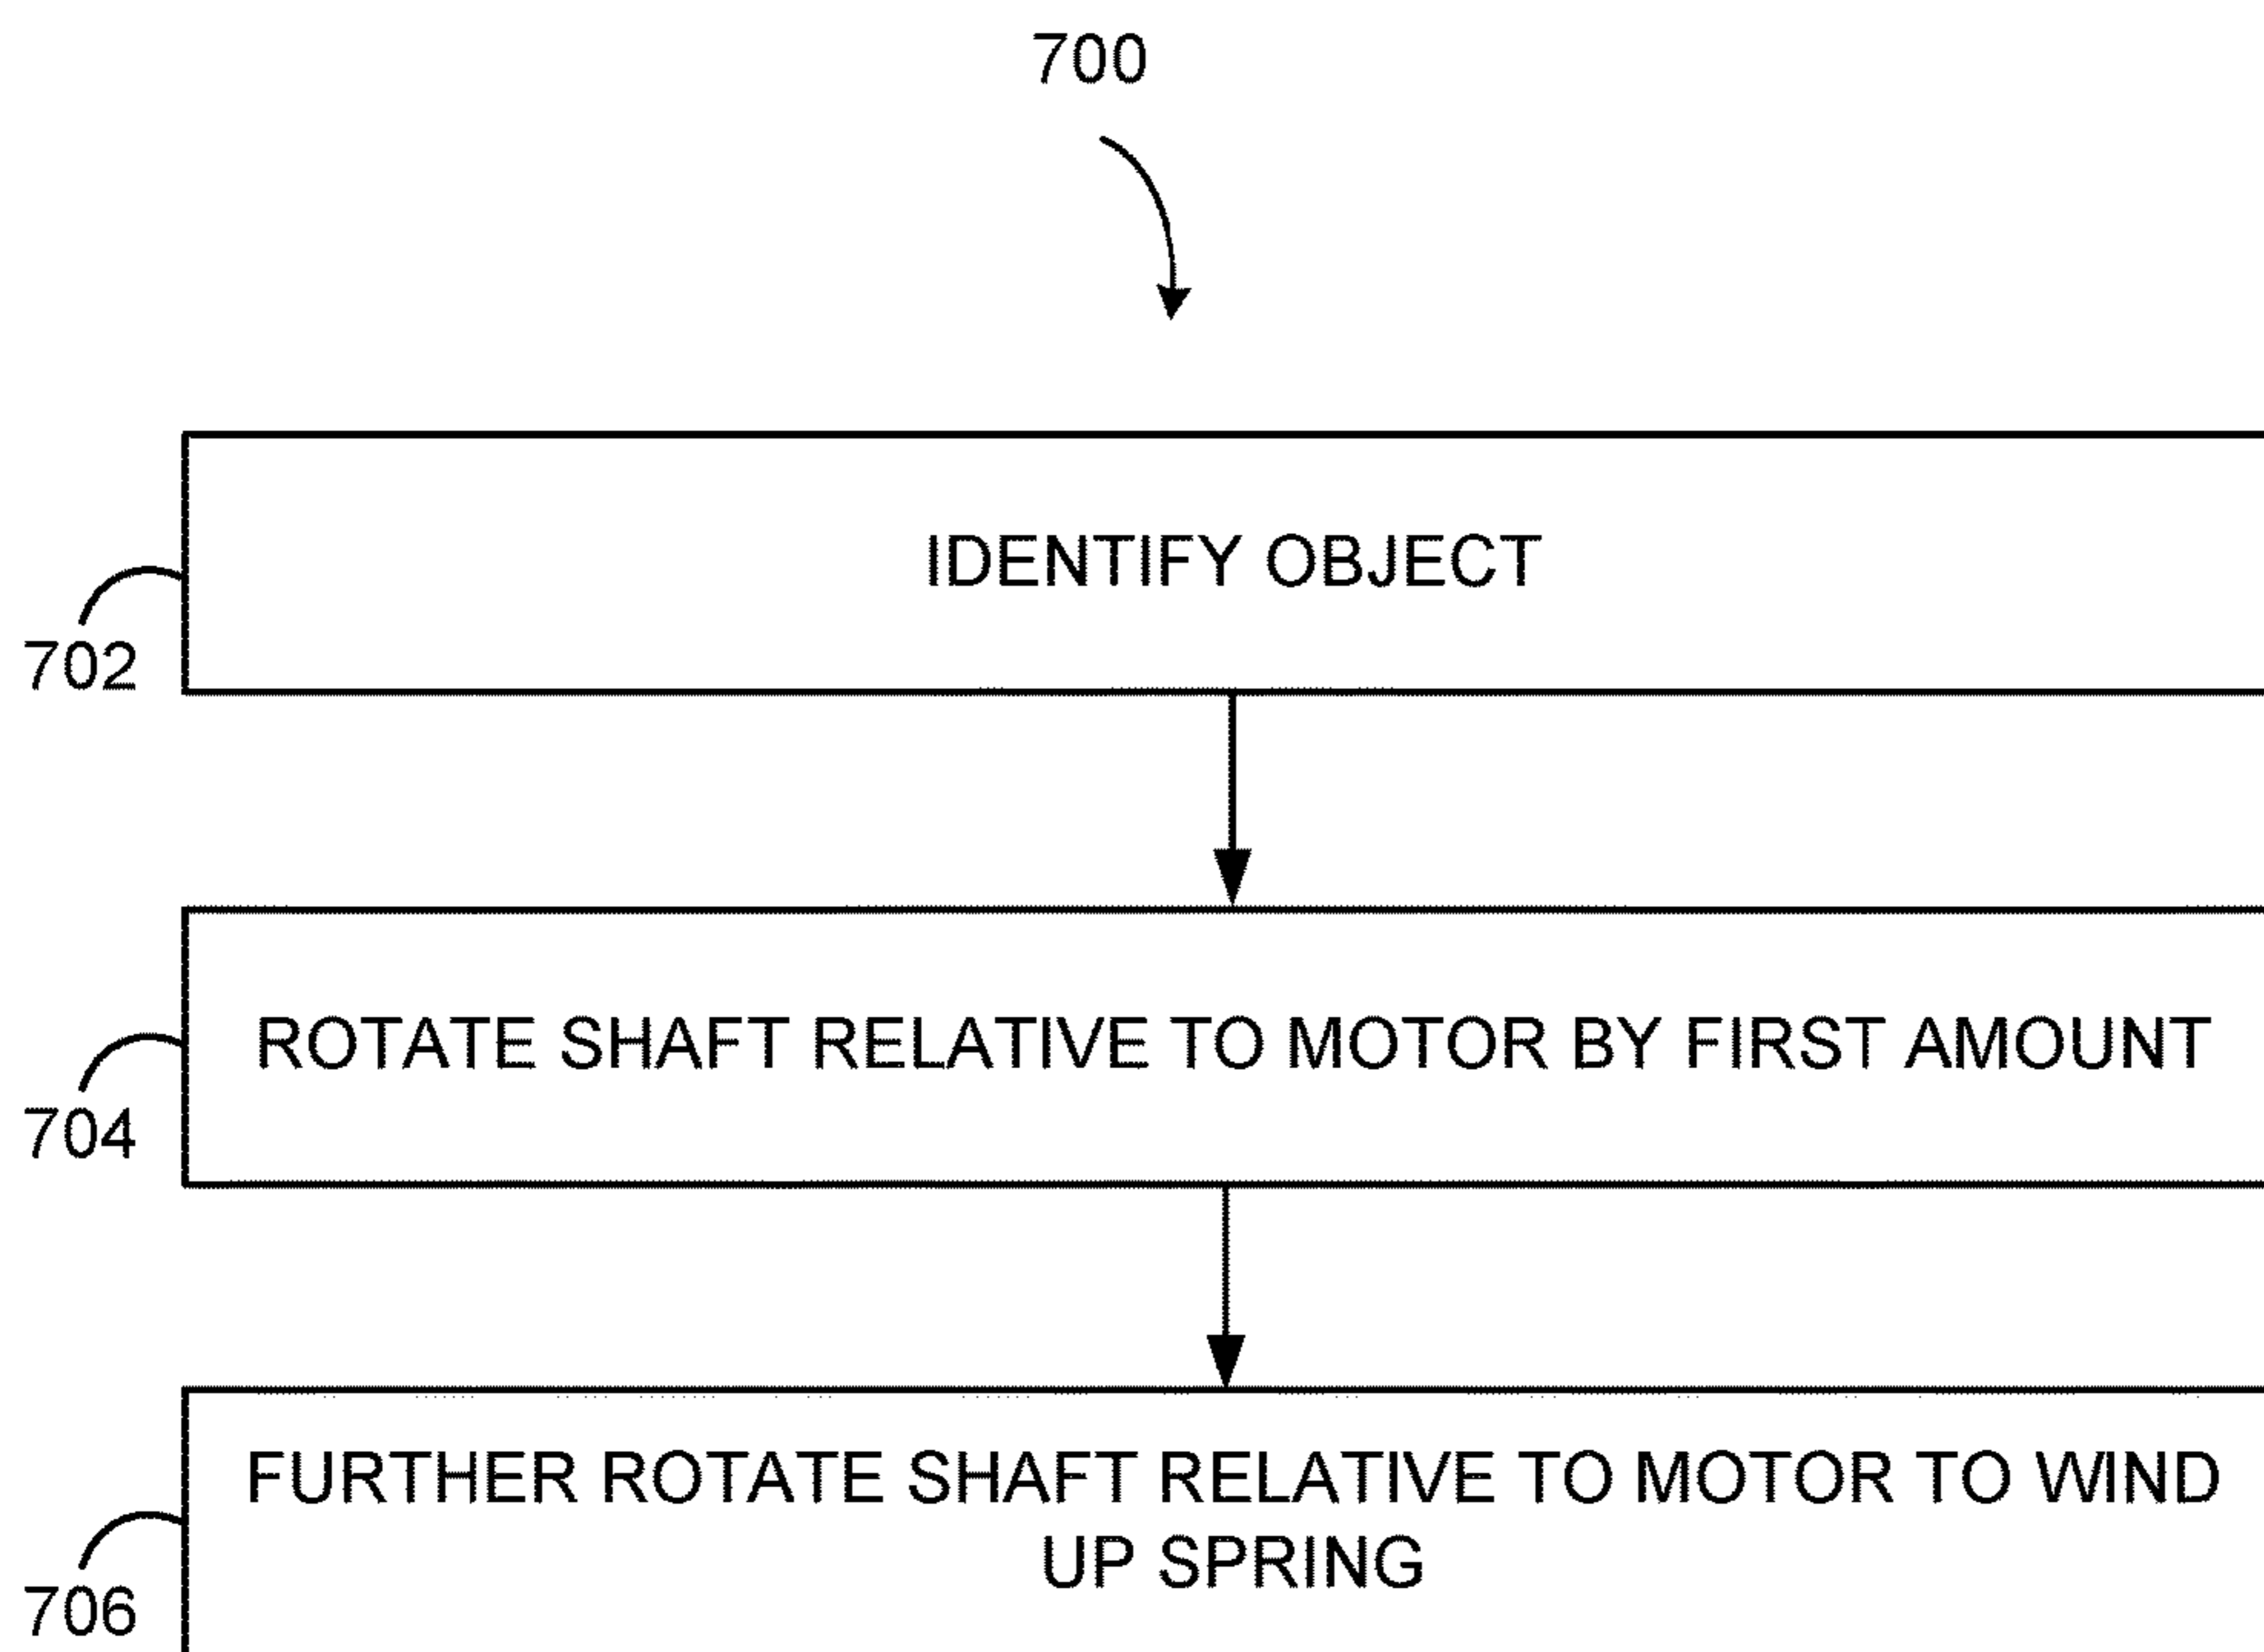 700
IDENTIFY OBJECT
702
ROTATE SHAFT RELATIVE TO MOTOR BY FIRST AMOUNT
704
FURTHER ROTATE SHAFT RELATIVE TO MOTOR TO WIND
UP SPRING
706